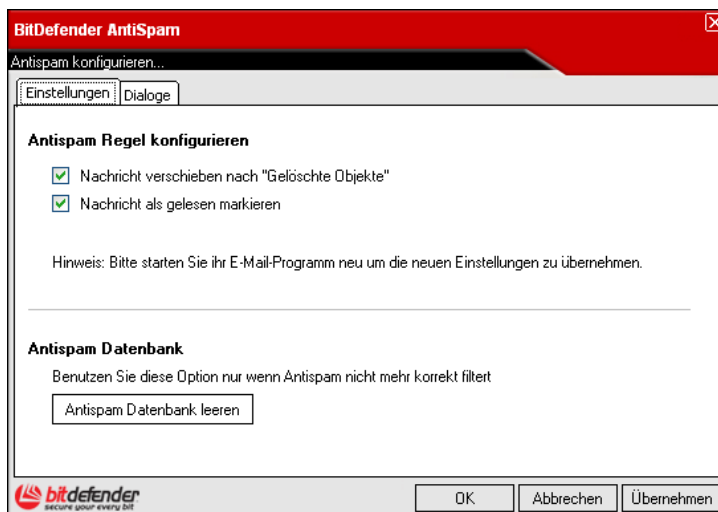 BitDefender AntiSpam
Antispam konfigurieren...
Einstellungen
Dialoge
Antispam Regel konfigurieren
Nachricht verschieben nach "Gelöschte Objekte"
Nachricht als gelesen markieren
Hinweis: Bitte starten Sie ihr E-Mail-Programm neu um die neuen Einstellungen zu übernehmen.
Antispam Datenbank
Benutzen Sie diese Option nur wenn Antispam nicht mehr korrekt filtert
Antispam Datenbank leeren
bitdefender
secure your every bit
OK
Abbrechen
Übernehmen